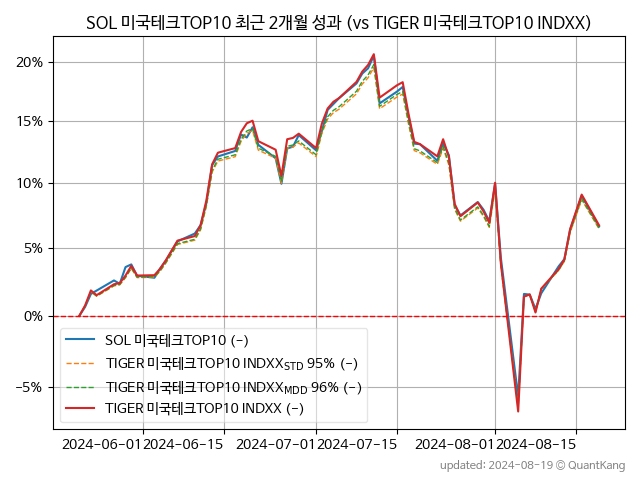 SOL 미국테크TOP10 최근 2개월 성과 (vs TIGER 미국테크TOP10 INDXX)
20%
15%
10%
5%
0%
−5%
SOL 미국테크TOP10 (-)
TIGER 미국테크TOP10 INDXX_STD 95% (-)
TIGER 미국테크TOP10 INDXX_MDD 96% (-)
TIGER 미국테크TOP10 INDXX (-)
2024-06-01 2024-06-15 2024-07-01 2024-07-15 2024-08-01 2024-08-15
updated: 2024-08-19 © QuantKang